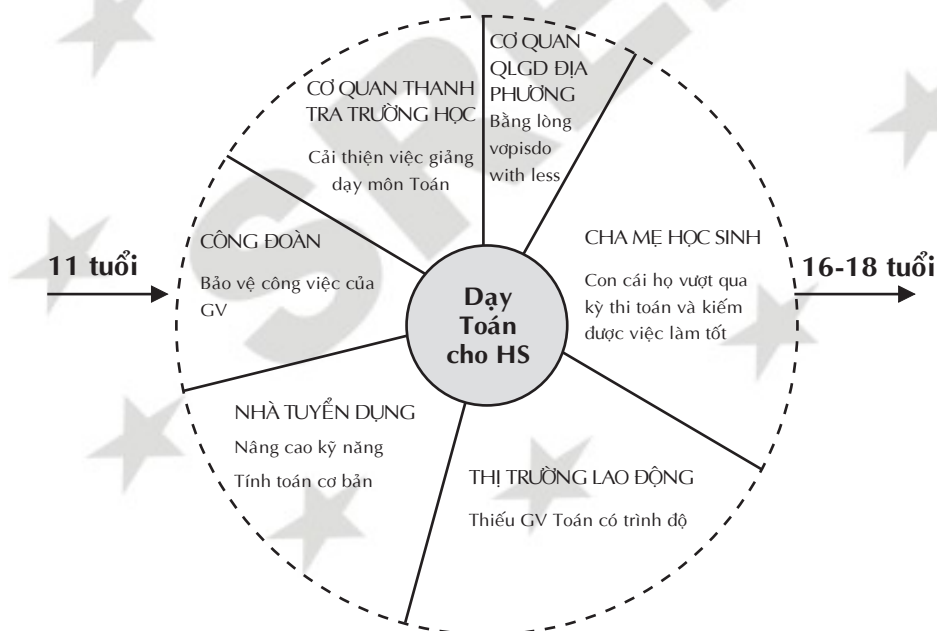 CƠ QUAN
QLGD ĐỊA
PHƯƠNG
Bằng lòng
vơpisdo
with less
CƠ QUAN THANH
TRA TRƯỜNG HỌC
Cải thiện việc giảng
dạy môn Toán
CÔNG ĐOÀN
Bảo vệ công việc của
GV
11 tuổi
Dạy
Toán
cho HS
CHA MẸ HỌC SINH
Con cái họ vượt qua
kỳ thi toán và kiếm
được việc làm tốt
16-18 tuổi
NHÀ TUYỂN DỤNG
Nâng cao kỹ năng
Tính toán cơ bản
THỊ TRƯỜNG LAO ĐỘNG
Thiếu GV Toán có trình độ